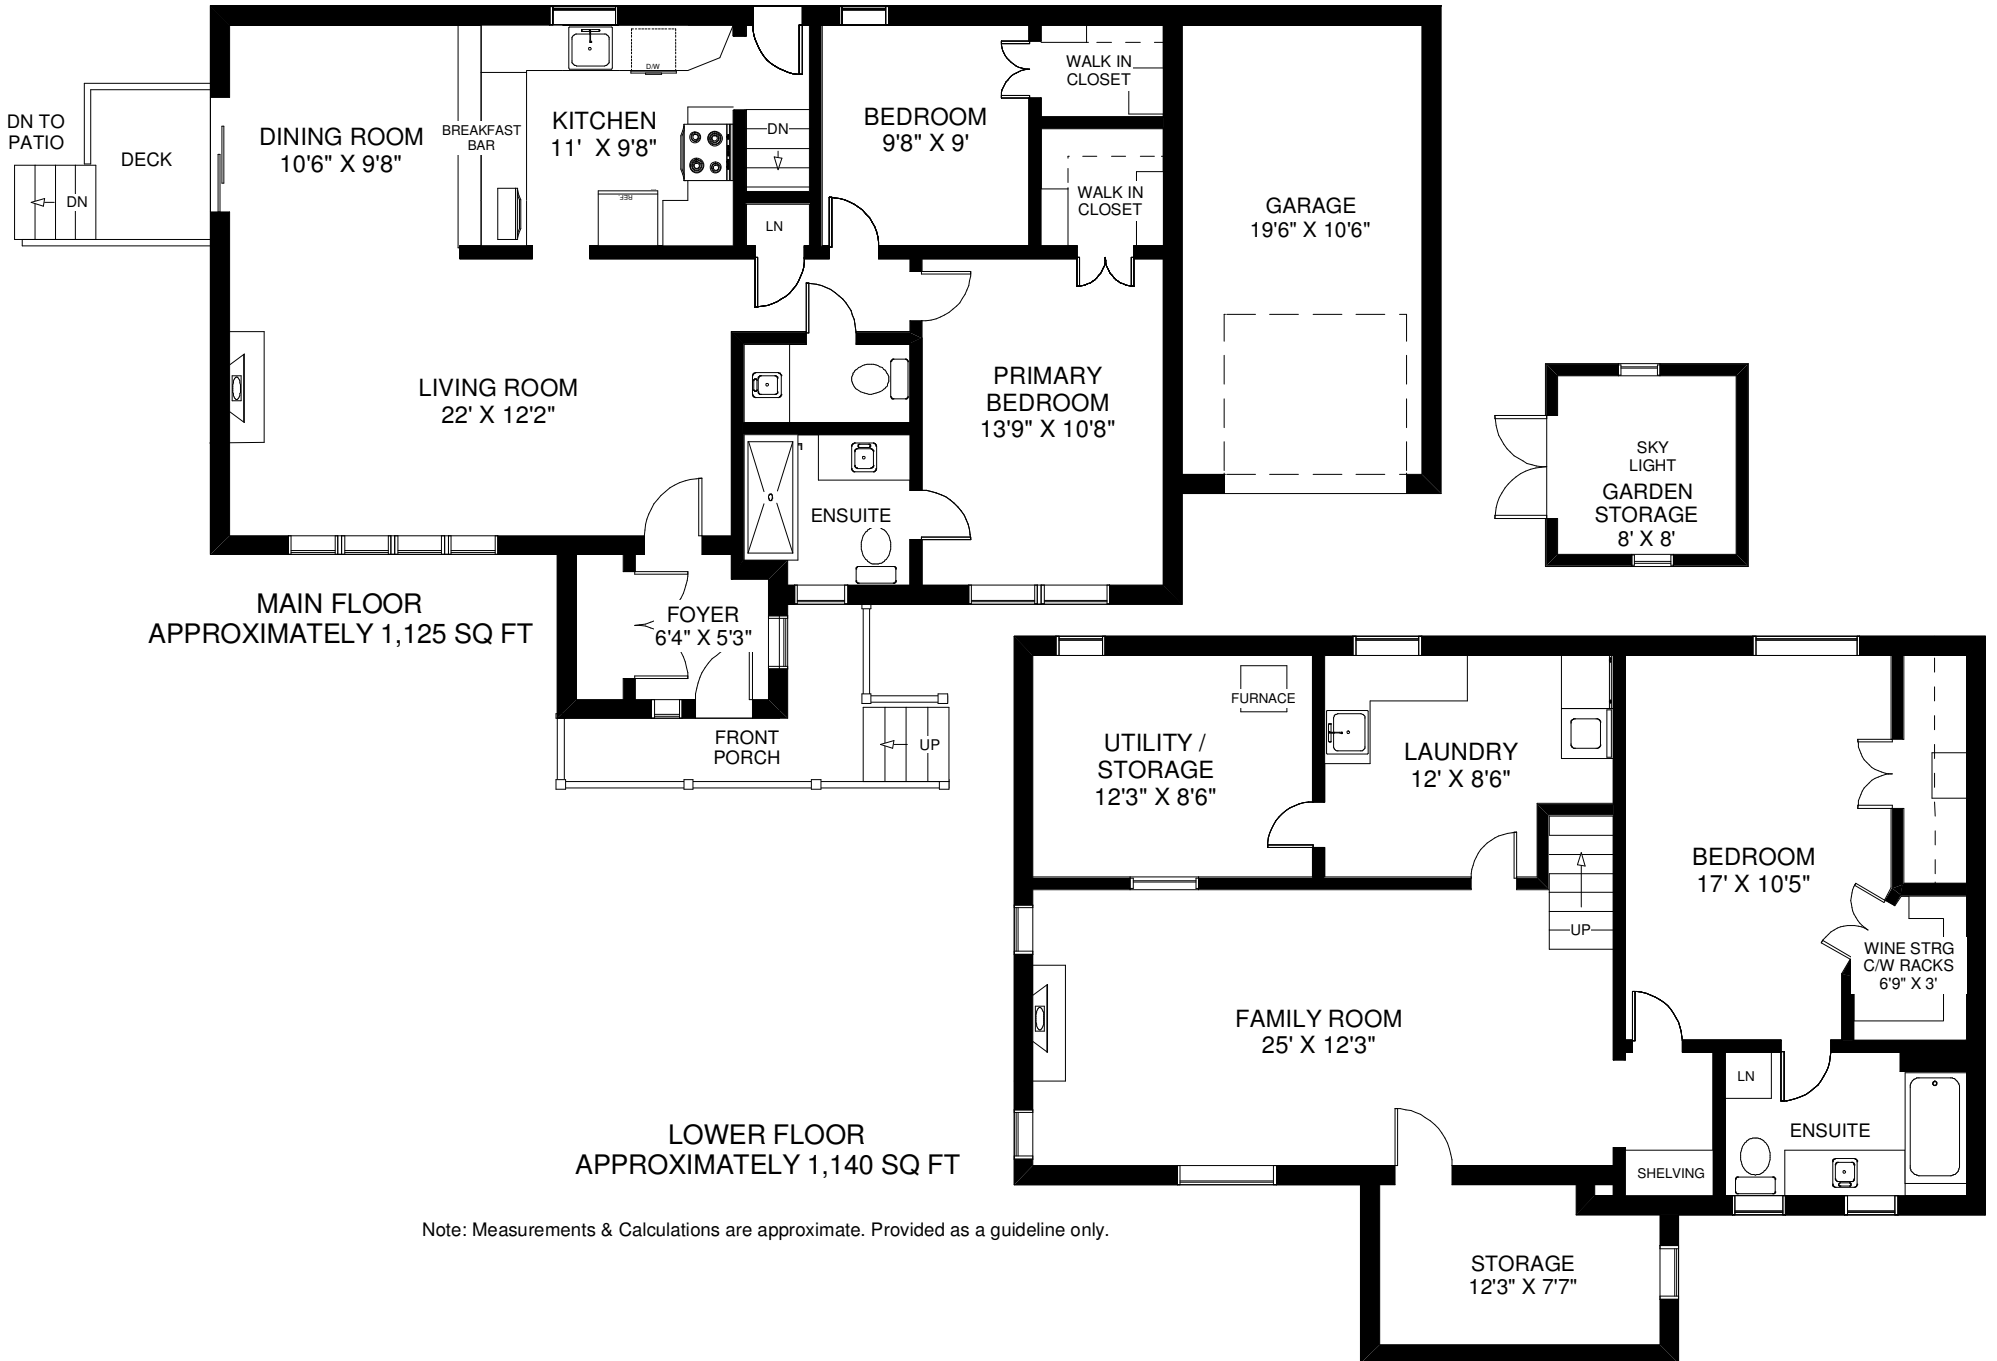 DN TO
PATIO
DECK
DN
DINING ROOM
10'6" X 9'8"
BREAKFAST
BAR
KITCHEN
11' X 9'8"
D/W
REF.
DN
LN
BEDROOM
9'8" X 9'
WALK IN
CLOSET
WALK IN
CLOSET
GARAGE
19'6" X 10'6"
LIVING ROOM
22' X 12'2"
PRIMARY
BEDROOM
13'9" X 10'8"
ENSUITE
FOYER
6'4" X 5'3"
FRONT
PORCH
UP
MAIN FLOOR
APPROXIMATELY 1,125 SQ FT
SKY
LIGHT
GARDEN
STORAGE
8' X 8'
UTILITY /
STORAGE
12'3" X 8'6"
FURNACE
LAUNDRY
12' X 8'6"
UP
BEDROOM
17' X 10'5"
WINE STRG
C/W RACKS
6'9" X 3'
FAMILY ROOM
25' X 12'3"
LN
ENSUITE
SHELVING
STORAGE
12'3" X 7'7"
LOWER FLOOR
APPROXIMATELY 1,140 SQ FT
Note: Measurements & Calculations are approximate. Provided as a guideline only.